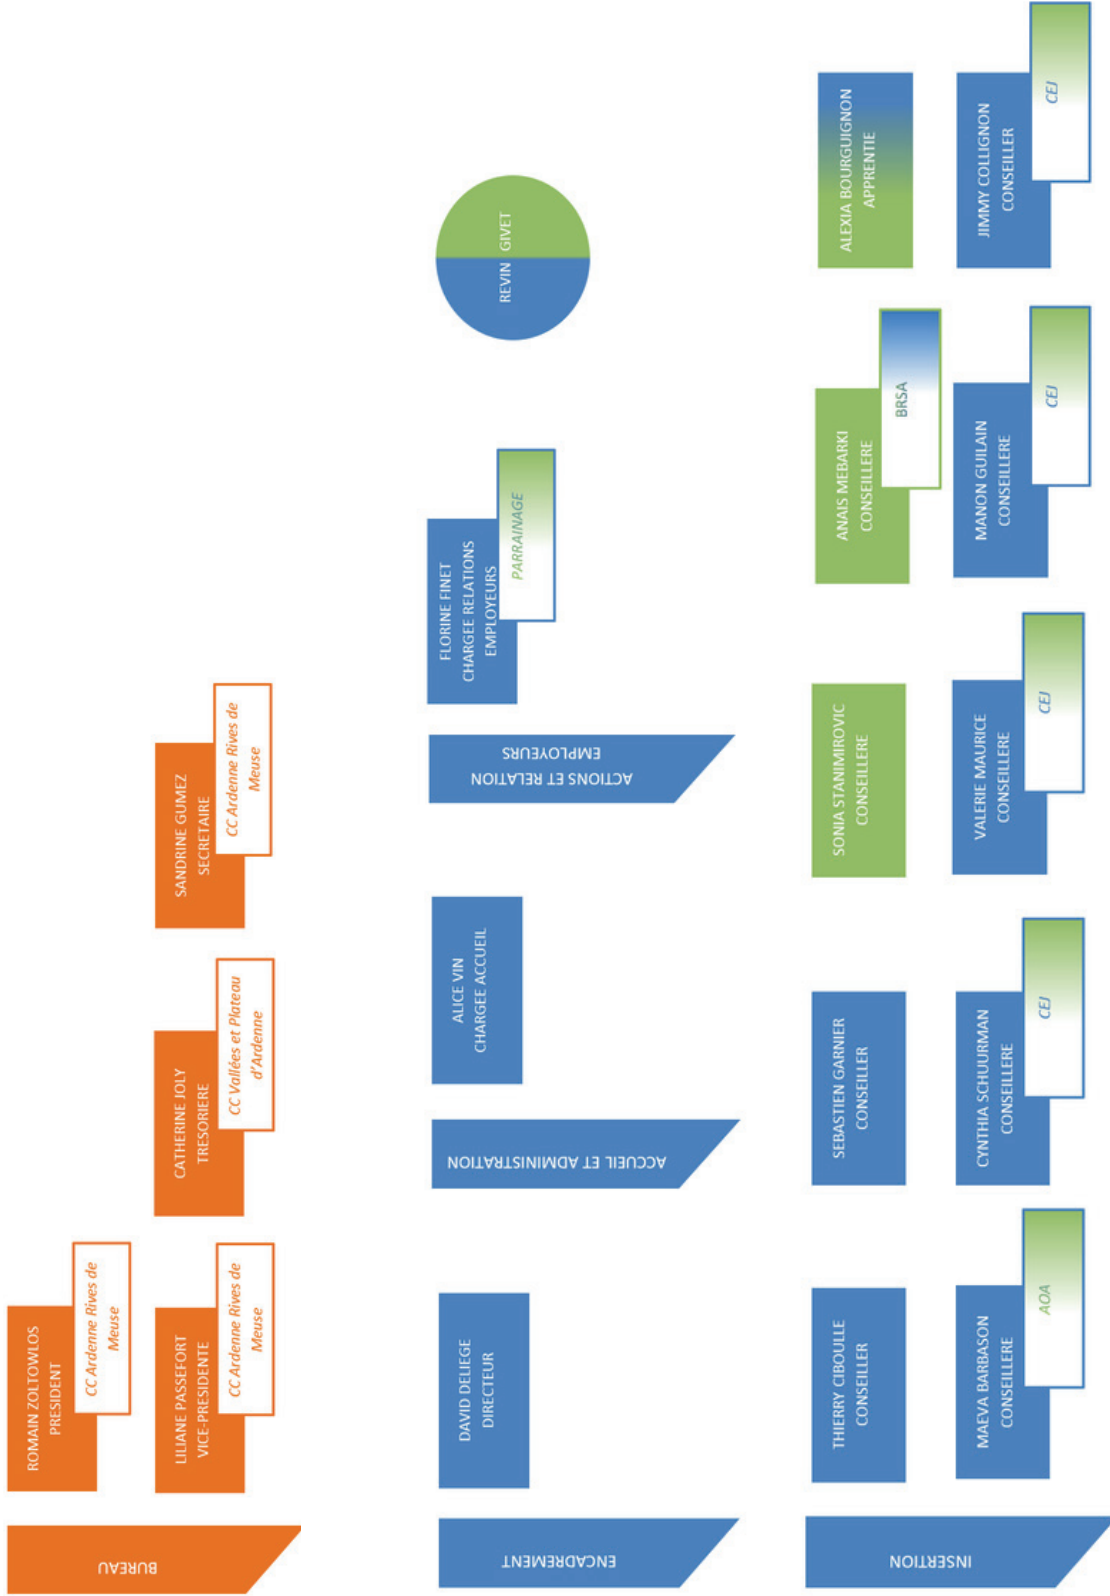 BUREAU
ROMAIN ZOLTOWLOS
PRESIDENT
CC Ardenne Rives de
Meuse
LILIANE PASSEFORT
VICE-PRESIDENTE
CC Ardenne Rives de
Meuse
CATHERINE JOLY
TRESORIERE
CC Vallées et Plateau
d'Ardenne
SANDRINE GUMEZ
SECRETAIRE
CC Ardenne Rives de
Meuse
ENCADREMENT
DAVID DELIEGE
DIRECTEUR
ACCUEIL ET ADMINISTRATION
ALICE VIN
CHARGEE ACCUEIL
ACTIONS ET RELATION
EMPLOYEURS
FLORINE FINET
CHARGEE RELATIONS
EMPLOYEURS
PARRAINAGE
REVIN GIVET
INSERTION
THIERRY CIBOULLE
CONSEILLER
SEBASTIEN GARNIER
CONSEILLER
SONIA STANIMIROVIC
CONSEILLERE
ANAIS MEBARKI
CONSEILLERE
BRSA
ALEXIA BOURGUIGNON
APPRENTIE
MAEVA BARBASON
CONSEILLERE
AOA
CYNTHIA SCHUURMAN
CONSEILLERE
CEJ
VALERIE MAURICE
CONSEILLERE
CEJ
MANON GUILAIN
CONSEILLERE
CEJ
JIMMY COLLIGNON
CONSEILLER
CEJ